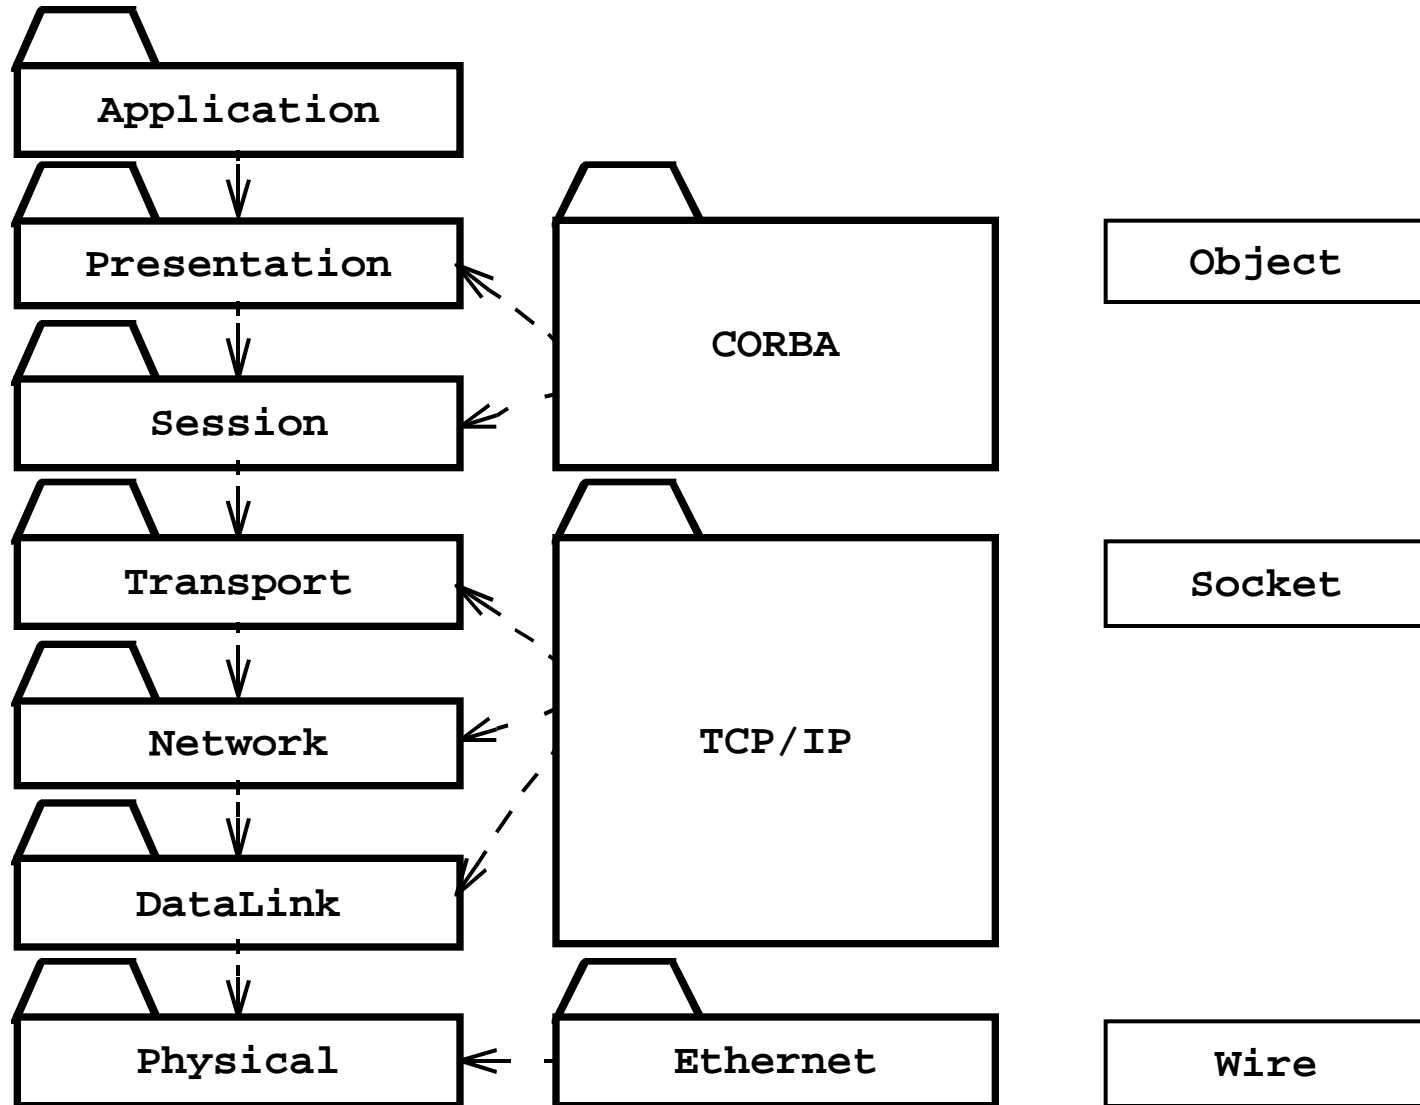 Application
Presentation
Object
CORBA
Session
Transport
Socket
Network
TCP/IP
DataLink
Physical
Ethernet
Wire